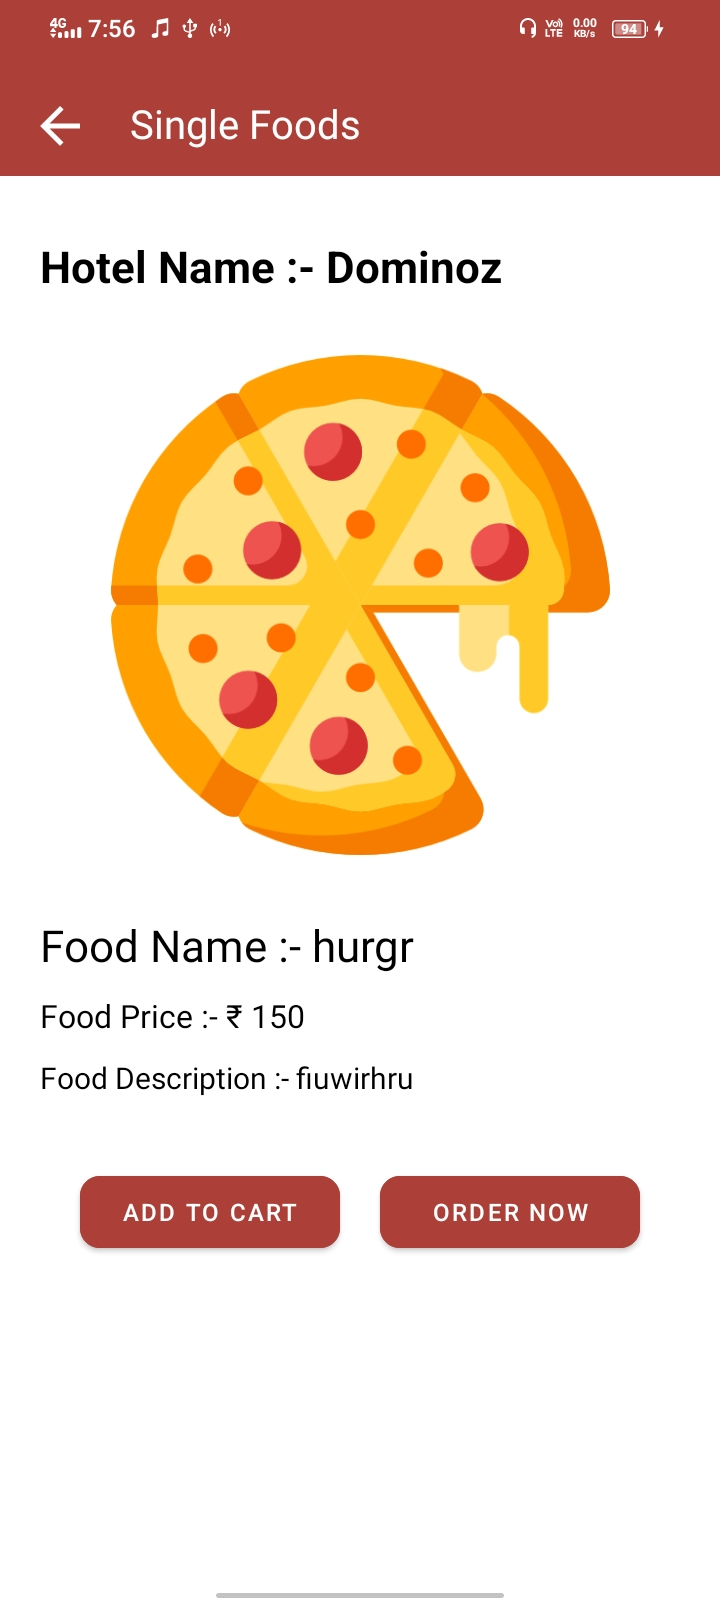 4G 7:56 1 Vo) LTE 0.00 KB/s 94
Single Foods
Hotel Name :- Dominoz
Food Name :- hurgr
Food Price :- ₹ 150
Food Description :- fiuwirhru
ADD TO CART ORDER NOW